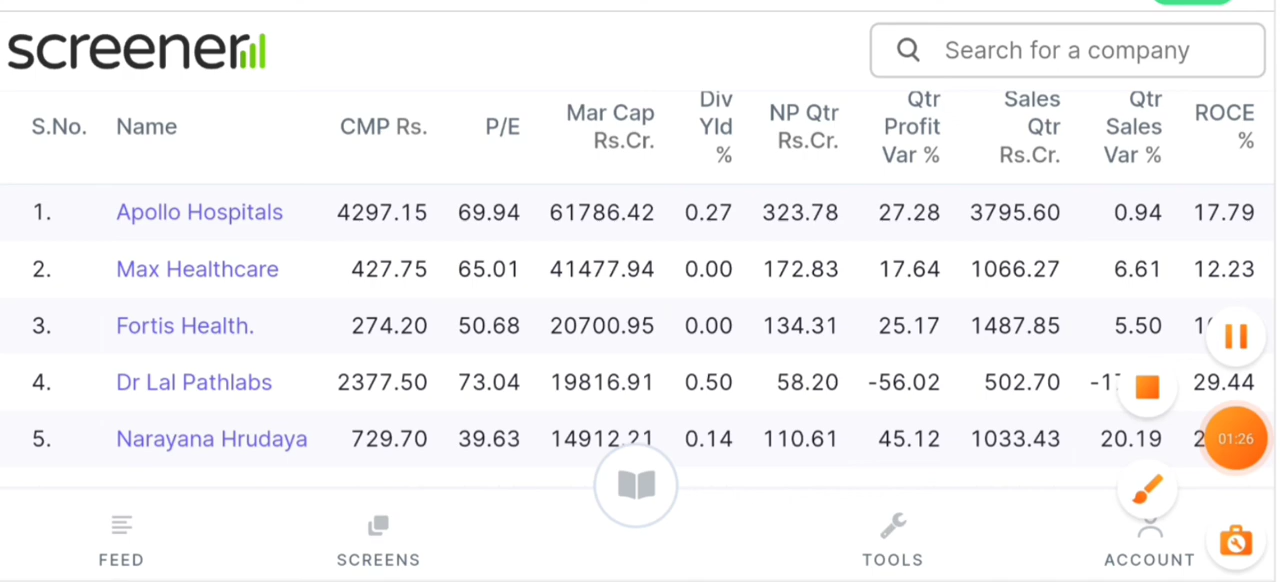 screener
Search for a company
S.No. Name CMP Rs. P/E Mar Cap Rs.Cr. Div Yld % NP Qtr Rs.Cr. Qtr Profit Var % Sales Qtr Rs.Cr. Qtr Sales Var % ROCE %
1. Apollo Hospitals 4297.15 69.94 61786.42 0.27 323.78 27.28 3795.60 0.94 17.79
2. Max Healthcare 427.75 65.01 41477.94 0.00 172.83 17.64 1066.27 6.61 12.23
3. Fortis Health. 274.20 50.68 20700.95 0.00 134.31 25.17 1487.85 5.50
4. Dr Lal Pathlabs 2377.50 73.04 19816.91 0.50 58.20 -56.02 502.70 29.44
5. Narayana Hrudaya 729.70 39.63 14912.21 0.14 110.61 45.12 1033.43 20.19
01:26
FEED SCREENS TOOLS ACCOUNT